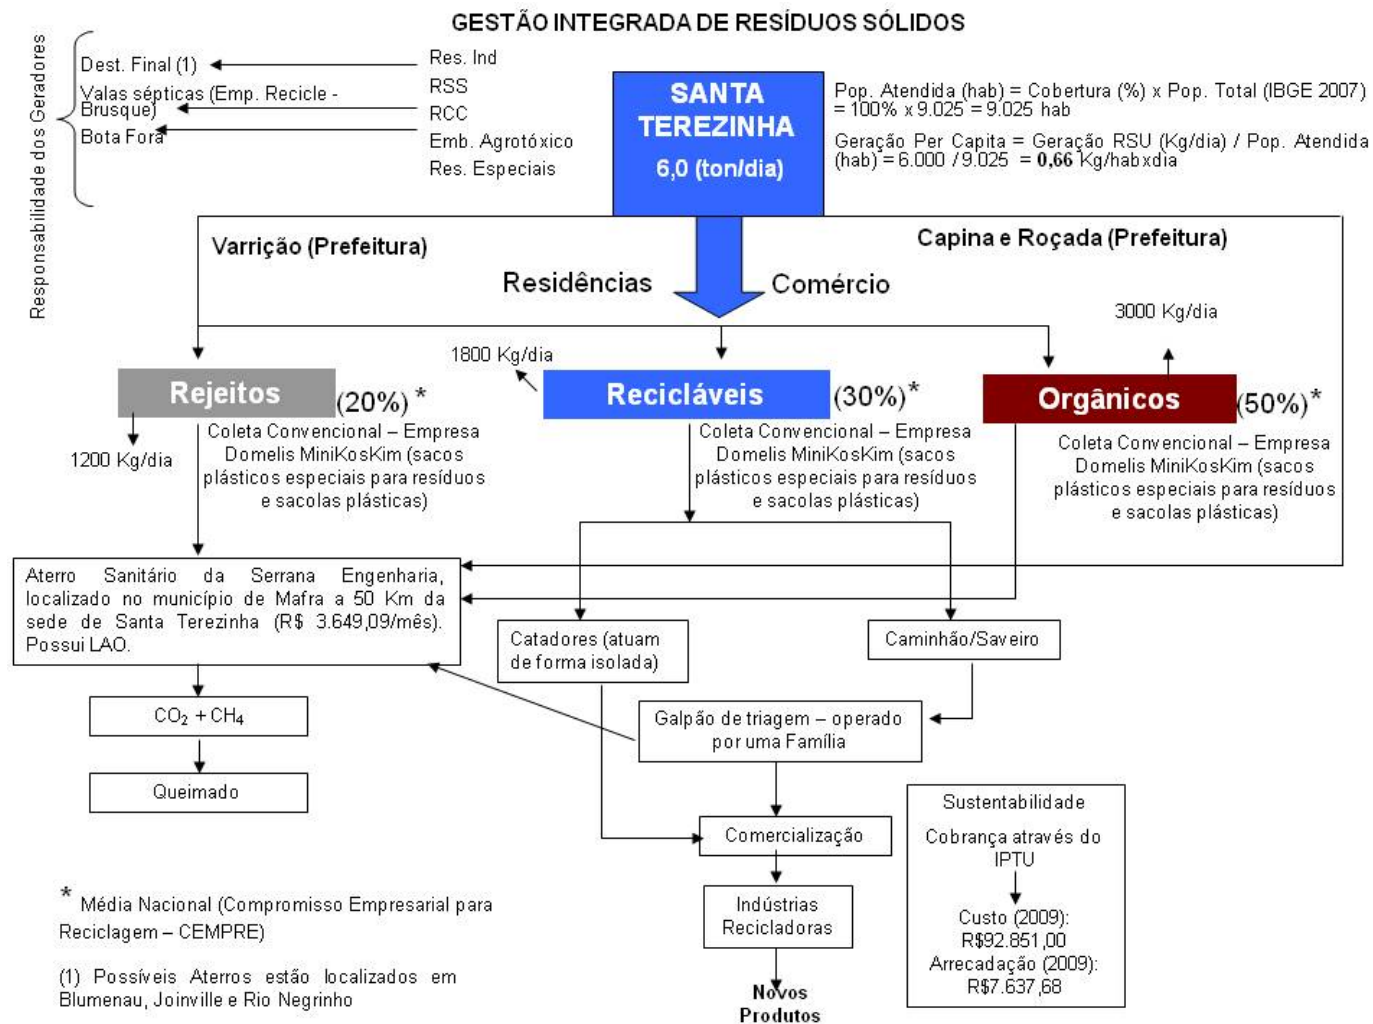 GESTÃO INTEGRADA DE RESÍDUOS SÓLIDOS
Responsabilidade dos Geradores
Dest. Final (1)
Valas sépticas (Emp. Recicle -
Brusque)
Bota Fora
Res. Ind
RSS
RCC
Emb. Agrotóxico
Res. Especiais
SANTA
TEREZINHA
6,0 (ton/dia)
Pop. Atendida (hab) = Cobertura (%) x Pop. Total (IBGE 2007)
= 100% x 9.025 = 9.025 hab
Geração Per Capita = Geração RSU (Kg/dia) / Pop. Atendida
(hab) = 6.000 / 9.025 = 0,66 Kg/habxdia
Varrição (Prefeitura)
Capina e Roçada (Prefeitura)
Residências
Comércio
3000 Kg/dia
1800 Kg/dia
Rejeitos
(20%) *
Recicláveis
(30%)*
Orgânicos
(50%)*
1200 Kg/dia
Coleta Convencional – Empresa
Domelis MiniKosKim (sacos
plásticos especiais para resíduos
e sacolas plásticas)
Coleta Convencional – Empresa
Domelis MiniKosKim (sacos
plásticos especiais para resíduos
e sacolas plásticas)
Coleta Convencional – Empresa
Domelis MiniKosKim (sacos
plásticos especiais para resíduos
e sacolas plásticas)
Aterro Sanitário da Serrana Engenharia,
localizado no município de Mafra a 50 Km da
sede de Santa Terezinha (R$ 3.649,09/mês).
Possui LAO.
Catadores (atuam
de forma isolada)
Caminhão/Saveiro
CO₂ + CH₄
Galpão de triagem – operado
por uma Família
Queimado
Comercialização
Indústrias
Recicladoras
Novos
Produtos
Sustentabilidade
Cobrança através do
IPTU
Custo (2009):
R$92.851,00
Arrecadação (2009):
R$7.637,68
* Média Nacional (Compromisso Empresarial para
Reciclagem – CEMPRE)
(1) Possíveis Aterros estão localizados em
Blumenau, Joinville e Rio Negrinho